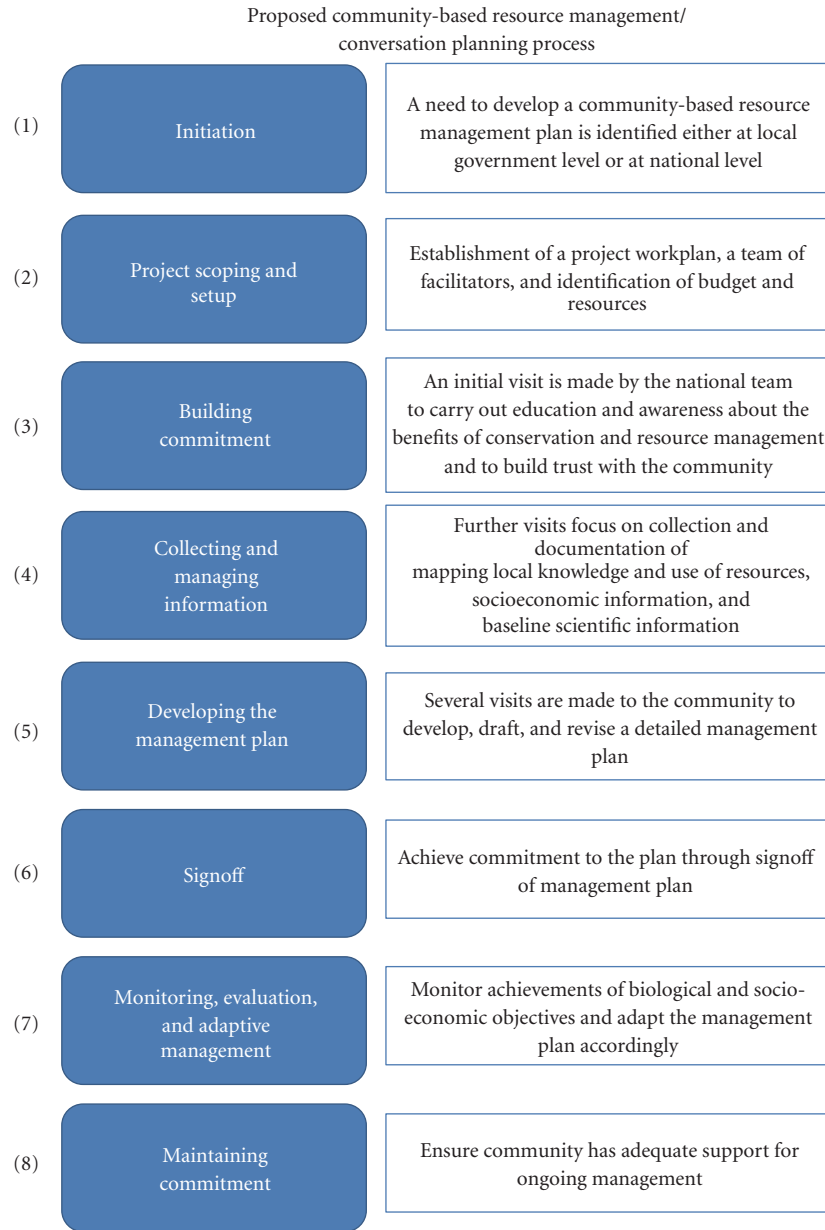 Proposed community-based resource management/
conversation planning process
(1)
Initiation
A need to develop a community-based resource
management plan is identified either at local
government level or at national level
(2)
Project scoping and
setup
Establishment of a project workplan, a team of
facilitators, and identification of budget and
resources
(3)
Building
commitment
An initial visit is made by the national team
to carry out education and awareness about the
benefits of conservation and resource management
and to build trust with the community
(4)
Collecting and
managing
information
Further visits focus on collection and
documentation of
mapping local knowledge and use of resources,
socioeconomic information, and
baseline scientific information
(5)
Developing the
management plan
Several visits are made to the community to
develop, draft, and revise a detailed management
plan
(6)
Signoff
Achieve commitment to the plan through signoff
of management plan
(7)
Monitoring, evaluation,
and adaptive
management
Monitor achievements of biological and socio-
economic objectives and adapt the management
plan accordingly
(8)
Maintaining
commitment
Ensure community has adequate support for
ongoing management